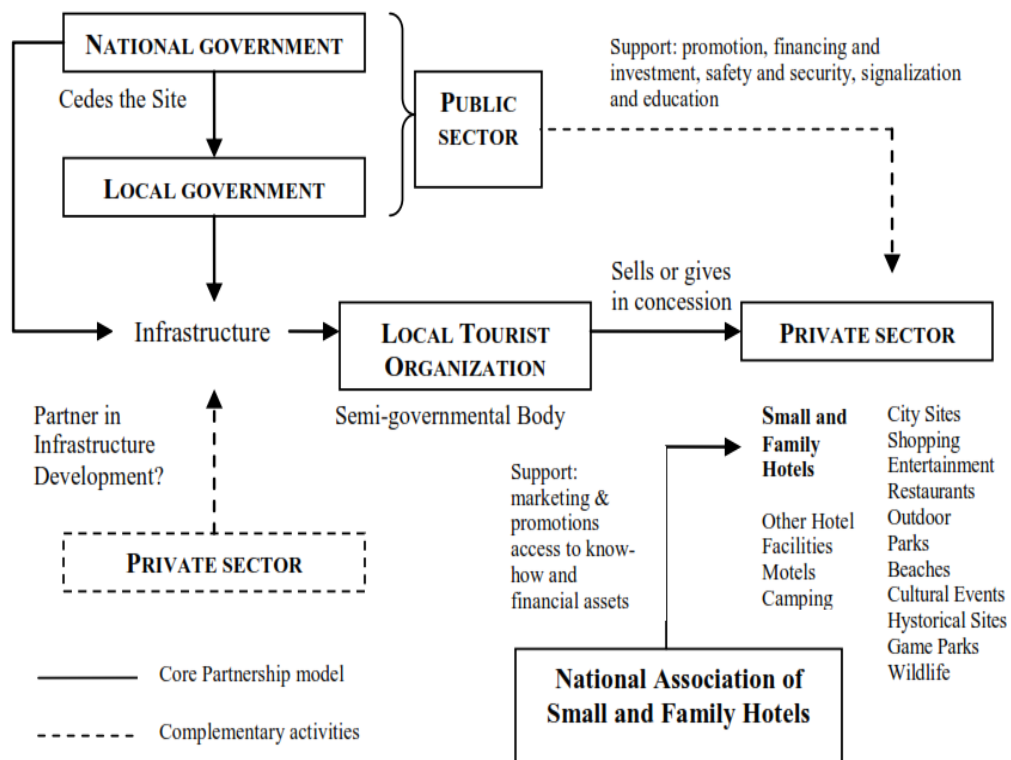 NATIONAL GOVERNMENT
Cedes the Site
LOCAL GOVERNMENT
PUBLIC
SECTOR
Support: promotion, financing and
investment, safety and security, signalization
and education
Infrastructure
LOCAL TOURIST
ORGANIZATION
Semi-governmental Body
Sells or gives
in concession
PRIVATE SECTOR
Partner in
Infrastructure
Development?
PRIVATE SECTOR
Support:
marketing &
promotions
access to know-
how and
financial assets
Small and
Family
Hotels
Other Hotel
Facilities
Motels
Camping
City Sites
Shopping
Entertainment
Restaurants
Outdoor
Parks
Beaches
Cultural Events
Hystorical Sites
Game Parks
Wildlife
National Association of
Small and Family Hotels
Core Partnership model
Complementary activities